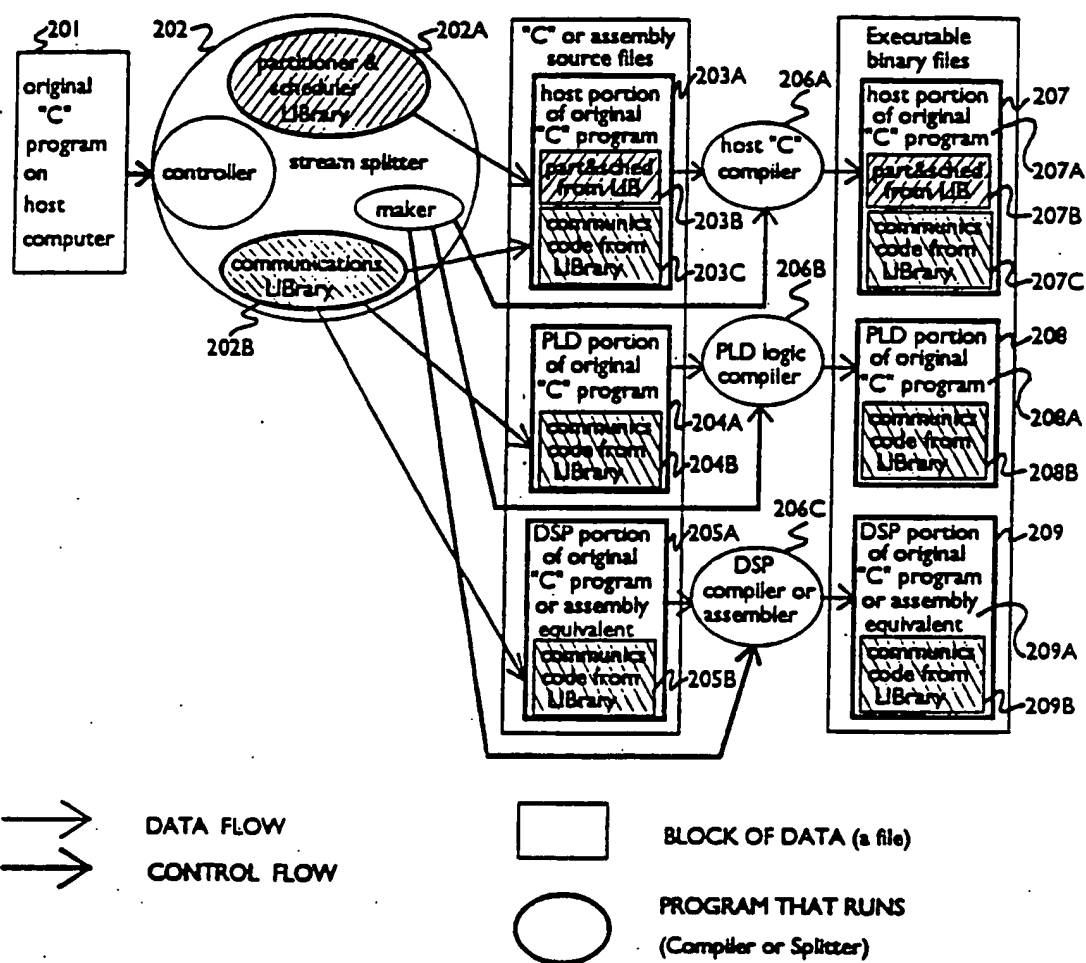 201
original
"C"
program
on
host
computer
202
202A
partitioner &
scheduler
LIBrary
controller
stream splitter
maker
communications
LIBrary
202B
"C" or assembly
source files
203A
host portion
of original
"C" program
part&sched
from LIB
203B
communics
code from
LIBrary
203C
PLD portion
of original
"C" program
204A
communics
code from
LIBrary
204B
205A
DSP portion
of original
"C" program
or assembly
equivalent
communics
code from
LIBrary
205B
206A
host "C"
compiler
206B
PLD logic
compiler
206C
DSP
compiler or
assembler
Executable
binary files
207
host portion
of original
"C" program
207A
part&sched
from LIB
207B
communics
code from
LIBrary
207C
208
PLD portion
of original
"C" program
208A
communics
code from
LIBrary
208B
209
DSP portion
of original
"C" program
or assembly
equivalent
209A
communics
code from
LIBrary
209B
DATA FLOW
CONTROL FLOW
BLOCK OF DATA (a file)
PROGRAM THAT RUNS
(Compiler or Splitter)